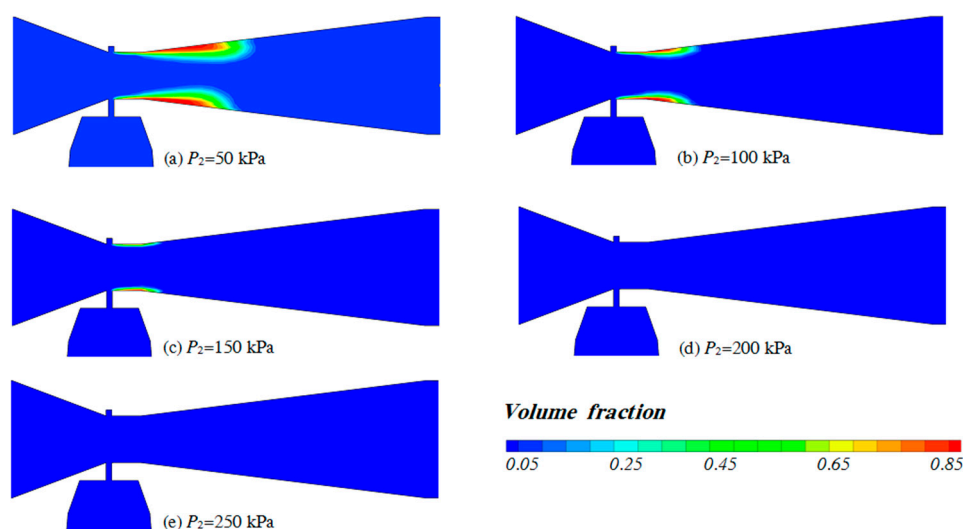 (a) P₂=50 kPa
(b) P₂=100 kPa
(c) P₂=150 kPa
(d) P₂=200 kPa
(e) P₂=250 kPa
Volume fraction
0.05 0.25 0.45 0.65 0.85